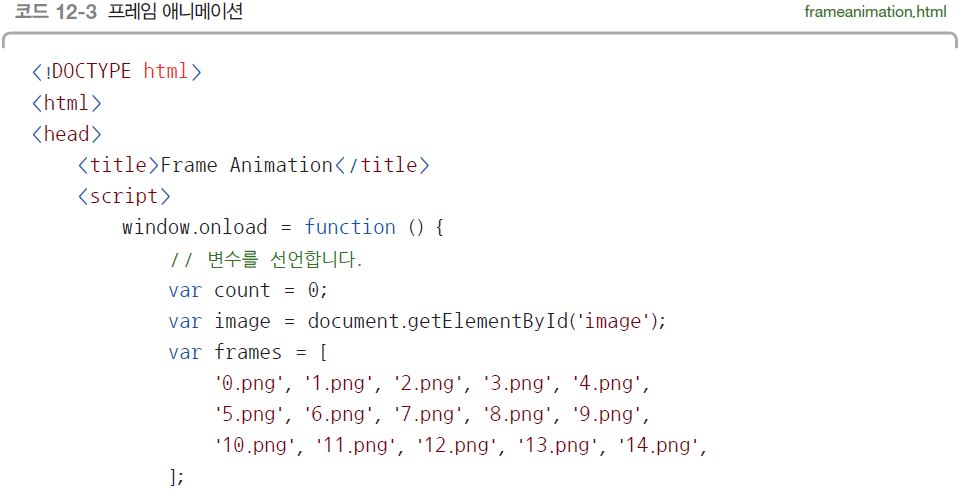 코드 12-3 프레임 애니메이션 frameanimation.html
<!DOCTYPE html>
<html>
<head>
    <title>Frame Animation</title>
    <script>
        window.onload = function () {
            // 변수를 선언합니다.
            var count = 0;
            var image = document.getElementById('image');
            var frames = [
                '0.png', '1.png', '2.png', '3.png', '4.png',
                '5.png', '6.png', '7.png', '8.png', '9.png',
                '10.png', '11.png', '12.png', '13.png', '14.png',
            ];